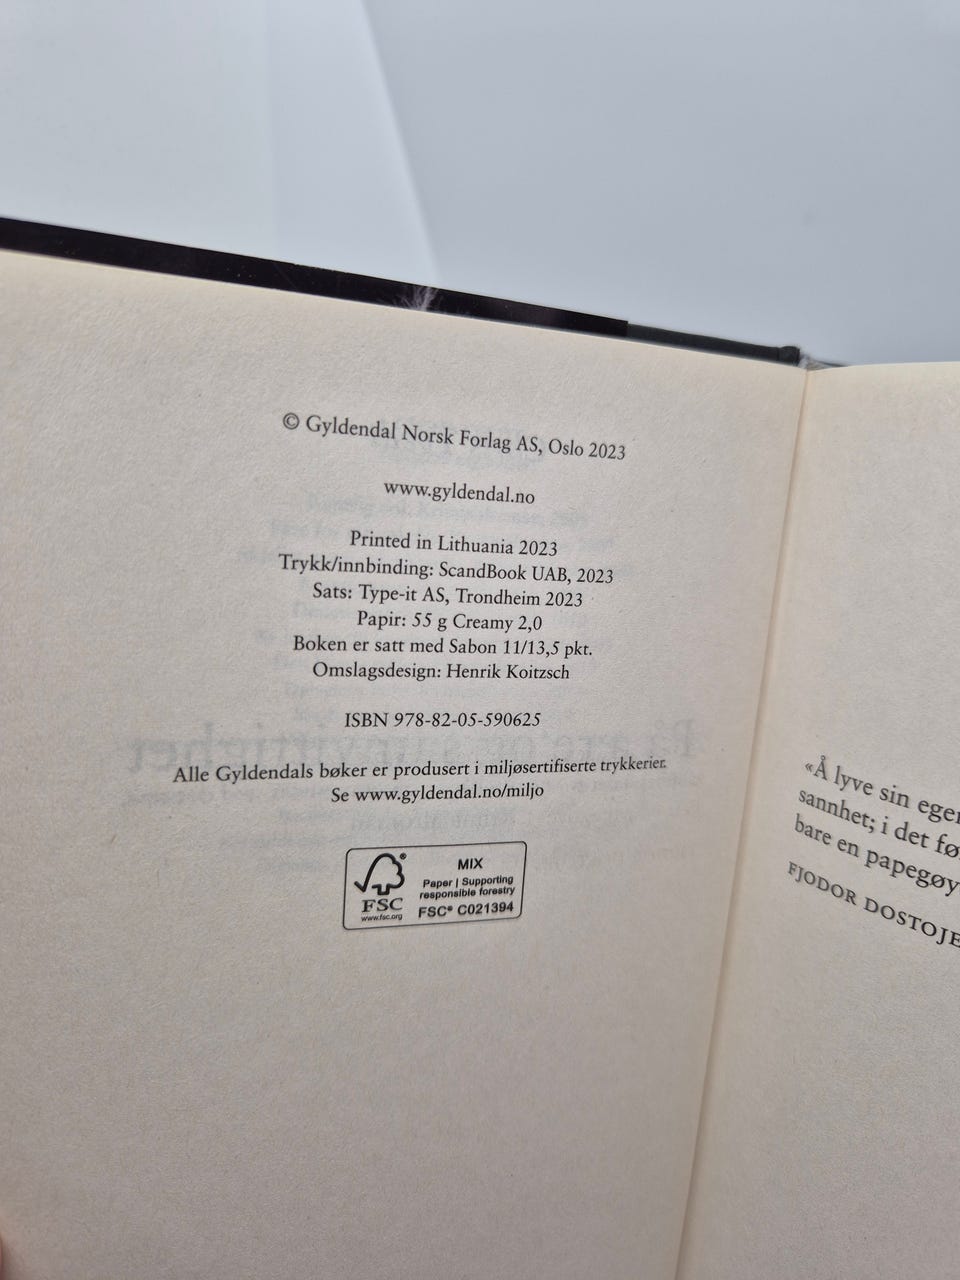 © Gyldendal Norsk Forlag AS, Oslo 2023
www.gyldendal.no
Printed in Lithuania 2023
Trykk/innbinding: ScandBook UAB, 2023
Sats: Type-it AS, Trondheim 2023
Papir: 55 g Creamy 2,0
Boken er satt med Sabon 11/13,5 pkt.
Omslagsdesign: Henrik Koitzsch
ISBN 978-82-05-590625
Alle Gyldendals bøker er produsert i miljøsertifiserte trykkerier.
Se www.gyldendal.no/miljo
FSC®
www.fsc.org
MIX
Paper | Supporting
responsible forestry
FSC® C021394
«Å lyve sin
sannhet; i det
bare en
FJODOR